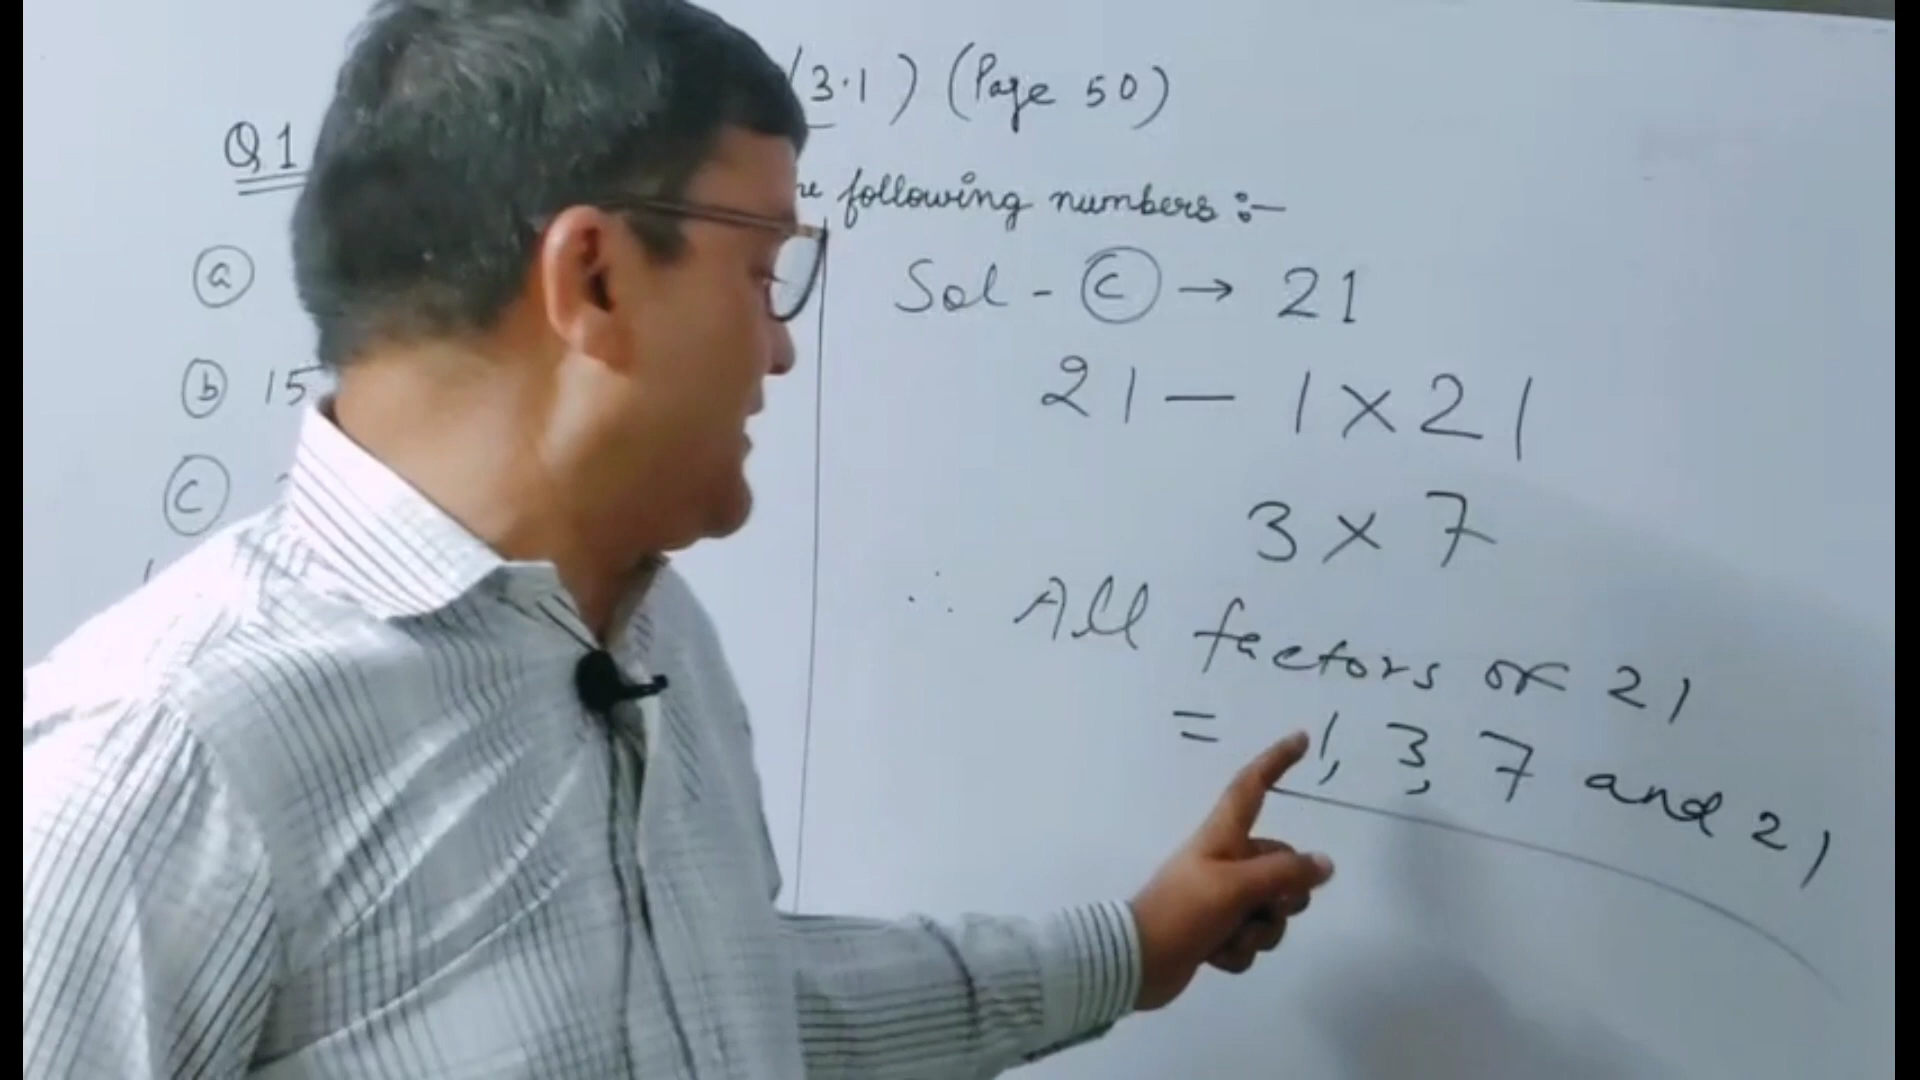 (3.1) (Page 50)
Q1
following numbers :-
(a)
(b) 15
(c)
Sol - (c) → 21
21 — 1 × 21
3 × 7
∴ All factors of 21
= 1, 3, 7 and 21